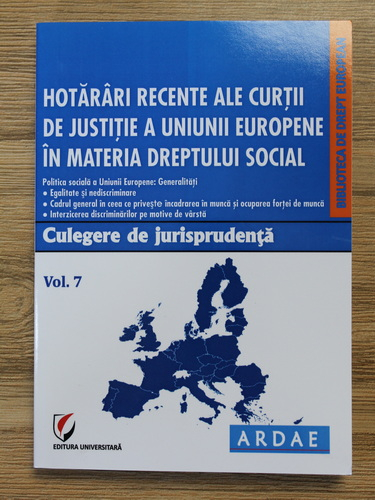 HOTĂRÂRI RECENTE ALE CURȚII
DE JUSTIȚIE A UNIUNII EUROPENE
ÎN MATERIA DREPTULUI SOCIAL
Politica socială a Uniunii Europene: Generalități
• Egalitate și nediscriminare
• Cadrul general în ceea ce privește încadrarea în muncă și ocuparea forței de muncă
• Interzicerea discriminărilor pe motive de vârstă
Culegere de jurisprudență
Vol. 7
BIBLIOTECA DE DREPT EUROPEAN
EDITURA UNIVERSITARĂ
ARDAE